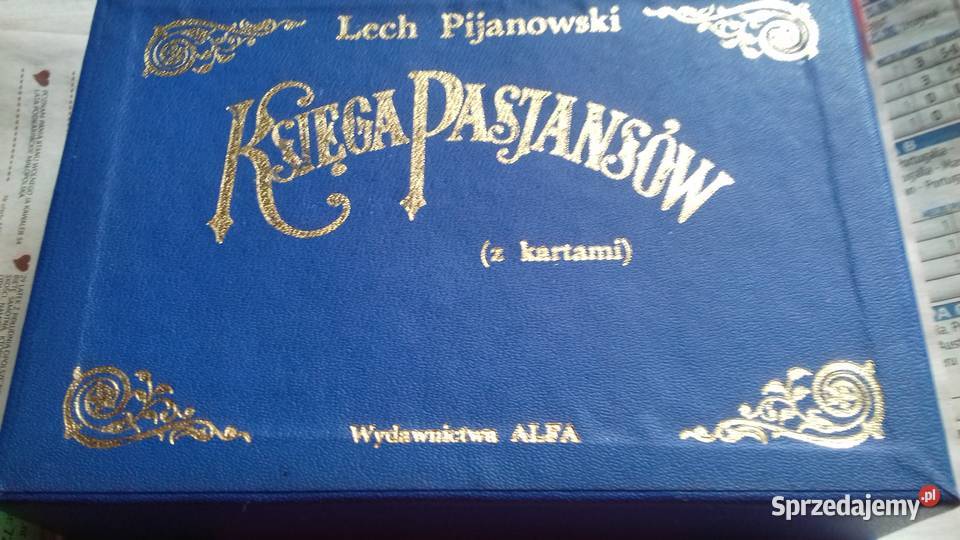 Lech Pijanowski
KSIĘGA PASJANSÓW
(z kartami)
Wydawnictwa ALFA
Sprzedajemy.pl